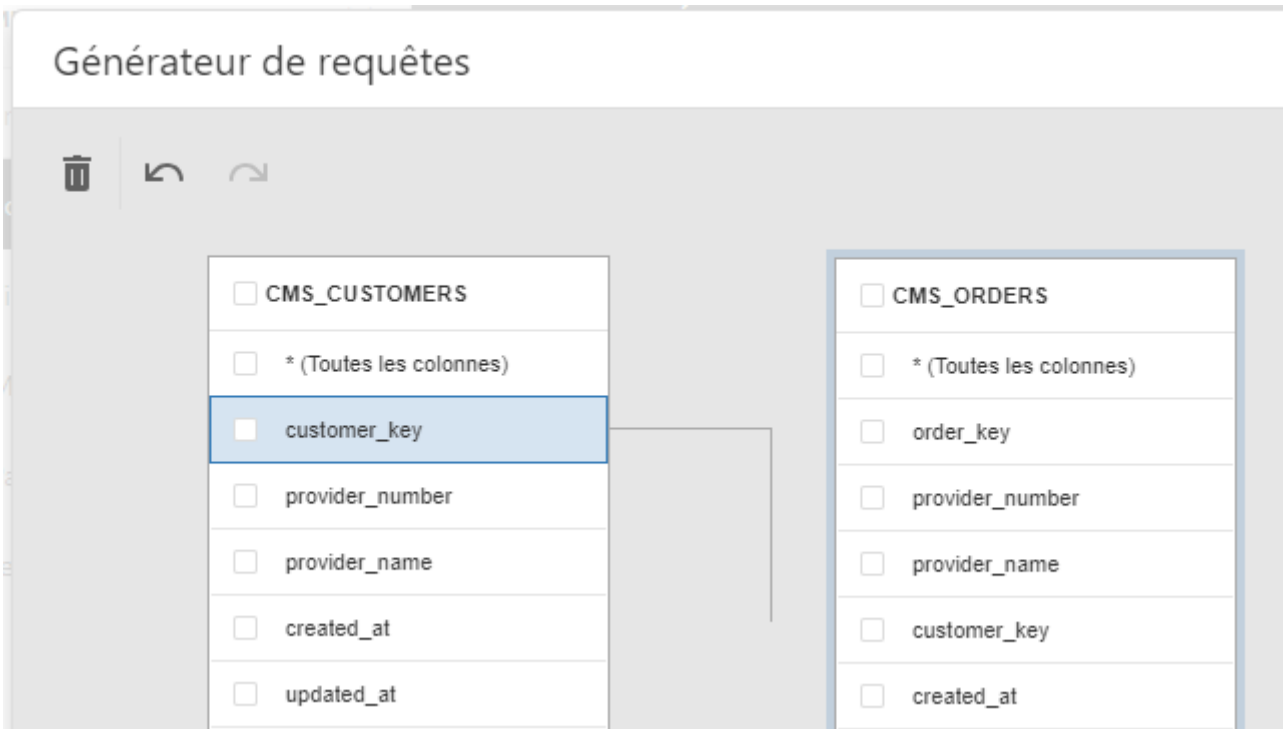 Générateur de requêtes
CMS_CUSTOMERS
* (Toutes les colonnes)
customer_key
provider_number
provider_name
created_at
updated_at
CMS_ORDERS
* (Toutes les colonnes)
order_key
provider_number
provider_name
customer_key
created_at